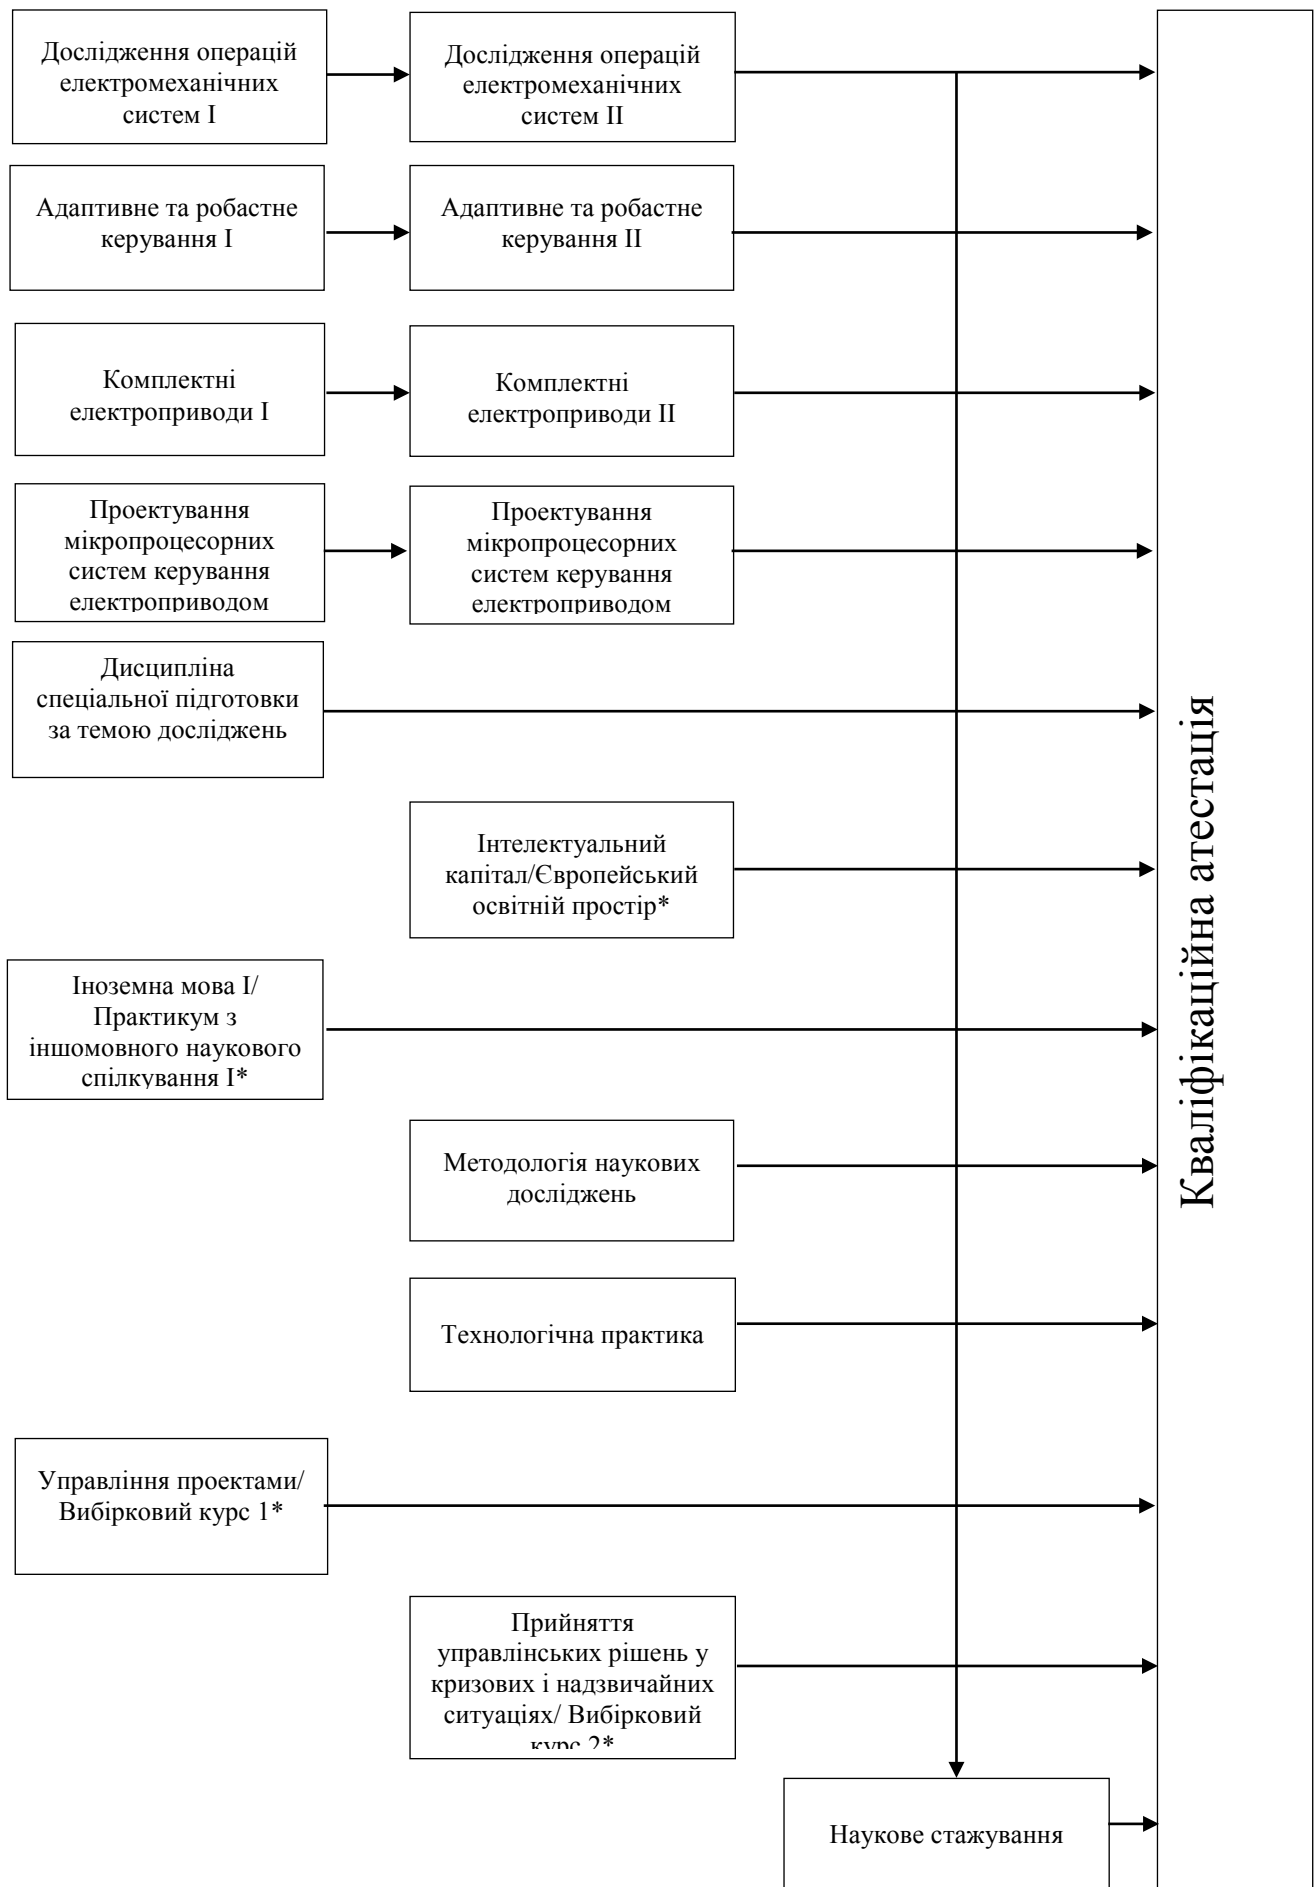 Дослідження операцій
електромеханічних
систем I
Дослідження операцій
електромеханічних
систем II
Адаптивне та робастне
керування I
Адаптивне та робастне
керування II
Комплектні
електроприводи I
Комплектні
електроприводи II
Проектування
мікропроцесорних
систем керування
електроприводом
Проектування
мікропроцесорних
систем керування
електроприводом
Дисципліна
спеціальної підготовки
за темою досліджень
Інтелектуальний
капітал/Європейський
освітній простір*
Іноземна мова I/
Практикум з
іншомовного наукового
спілкування I*
Методологія наукових
досліджень
Технологічна практика
Управління проектами/
Вибірковий курс 1*
Прийняття
управлінських рішень у
кризових і надзвичайних
ситуаціях/ Вибірковий
курс 2*
Наукове стажування
Кваліфікаційна атестація